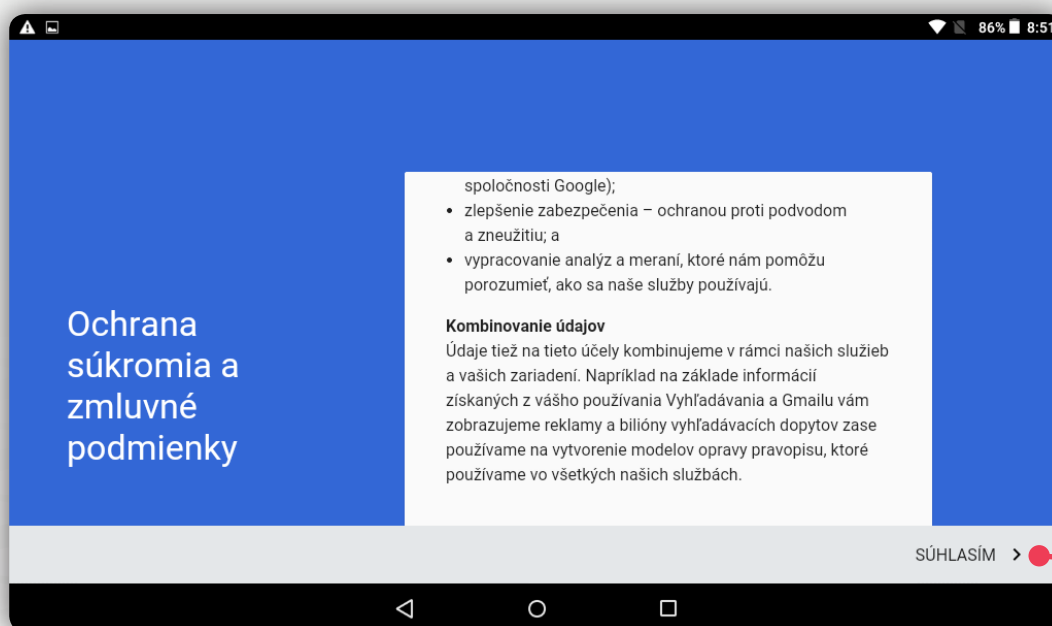 86% 8:51
spoločnosti Google);
• zlepšenie zabezpečenia – ochranou proti podvodom
a zneužitiu; a
• vypracovanie analýz a meraní, ktoré nám pomôžu
porozumieť, ako sa naše služby používajú.
Kombinovanie údajov
Údaje tiež na tieto účely kombinujeme v rámci našich služieb
a vašich zariadení. Napríklad na základe informácií
získaných z vášho používania Vyhľadávania a Gmailu vám
zobrazujeme reklamy a bilióny vyhľadávacích dopytov zase
používame na vytvorenie modelov opravy pravopisu, ktoré
používame vo všetkých našich službách.
Ochrana
súkromia a
zmluvné
podmienky
SÚHLASÍM